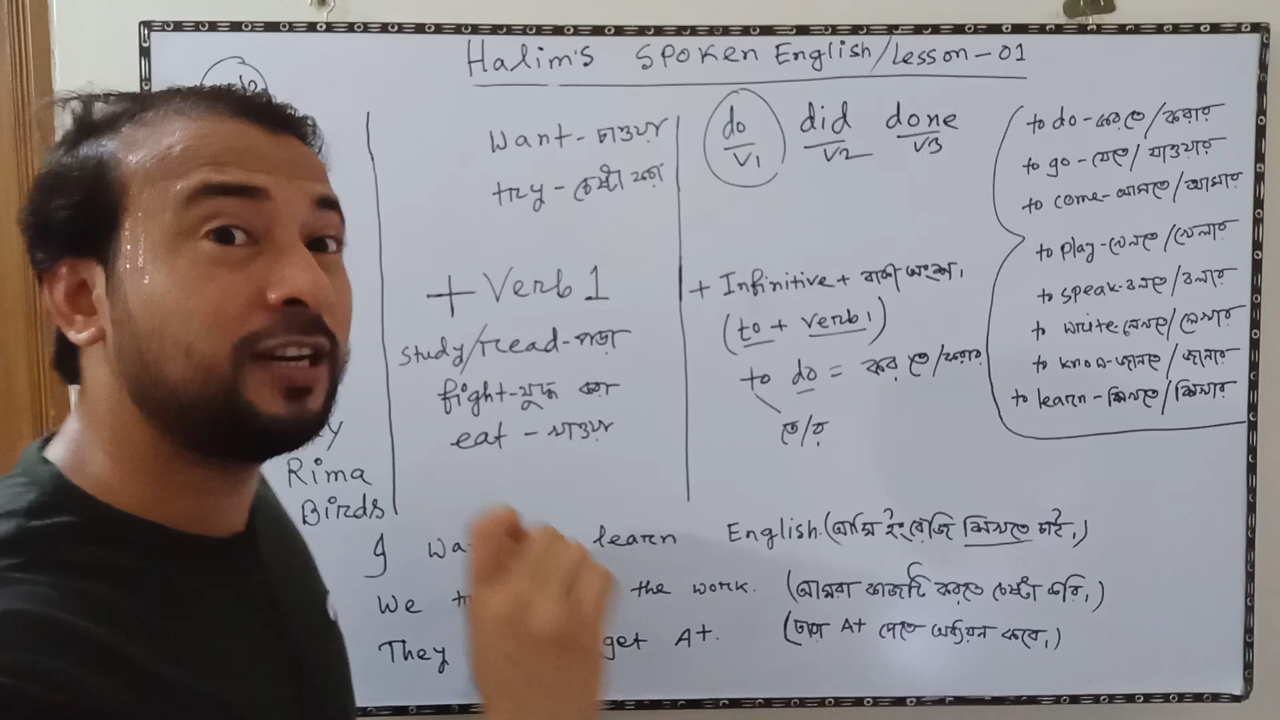 Halim's Spoken English/Lesson-01
Want - চাওয়া
try - চেষ্টা করা
+ Verb 1
study/read - পড়া
fight - যুদ্ধ করা
eat - খাওয়া
Rima
Birds
do did done
V1 V2 V3
+ Infinitive + বাকী অংশ।
(to + verb1)
to do = করতে/করার
তে/র
to do - করতে/করার
to go - যেতে/যাওয়ার
to come - আসতে/আসার
to play - খেলতে/খেলার
to speak - বলতে/বলার
to write - লেখতে/লেখার
to know - জানতে/জানার
to learn - শিখতে/শিখার
I learn English. (আমি ইংরেজি শিখতে চাই।)
We the work. (আমরা কাজটি করতে চেষ্টা করি।)
They get A+. (তারা A+ পেতে অধ্যয়ন করে।)